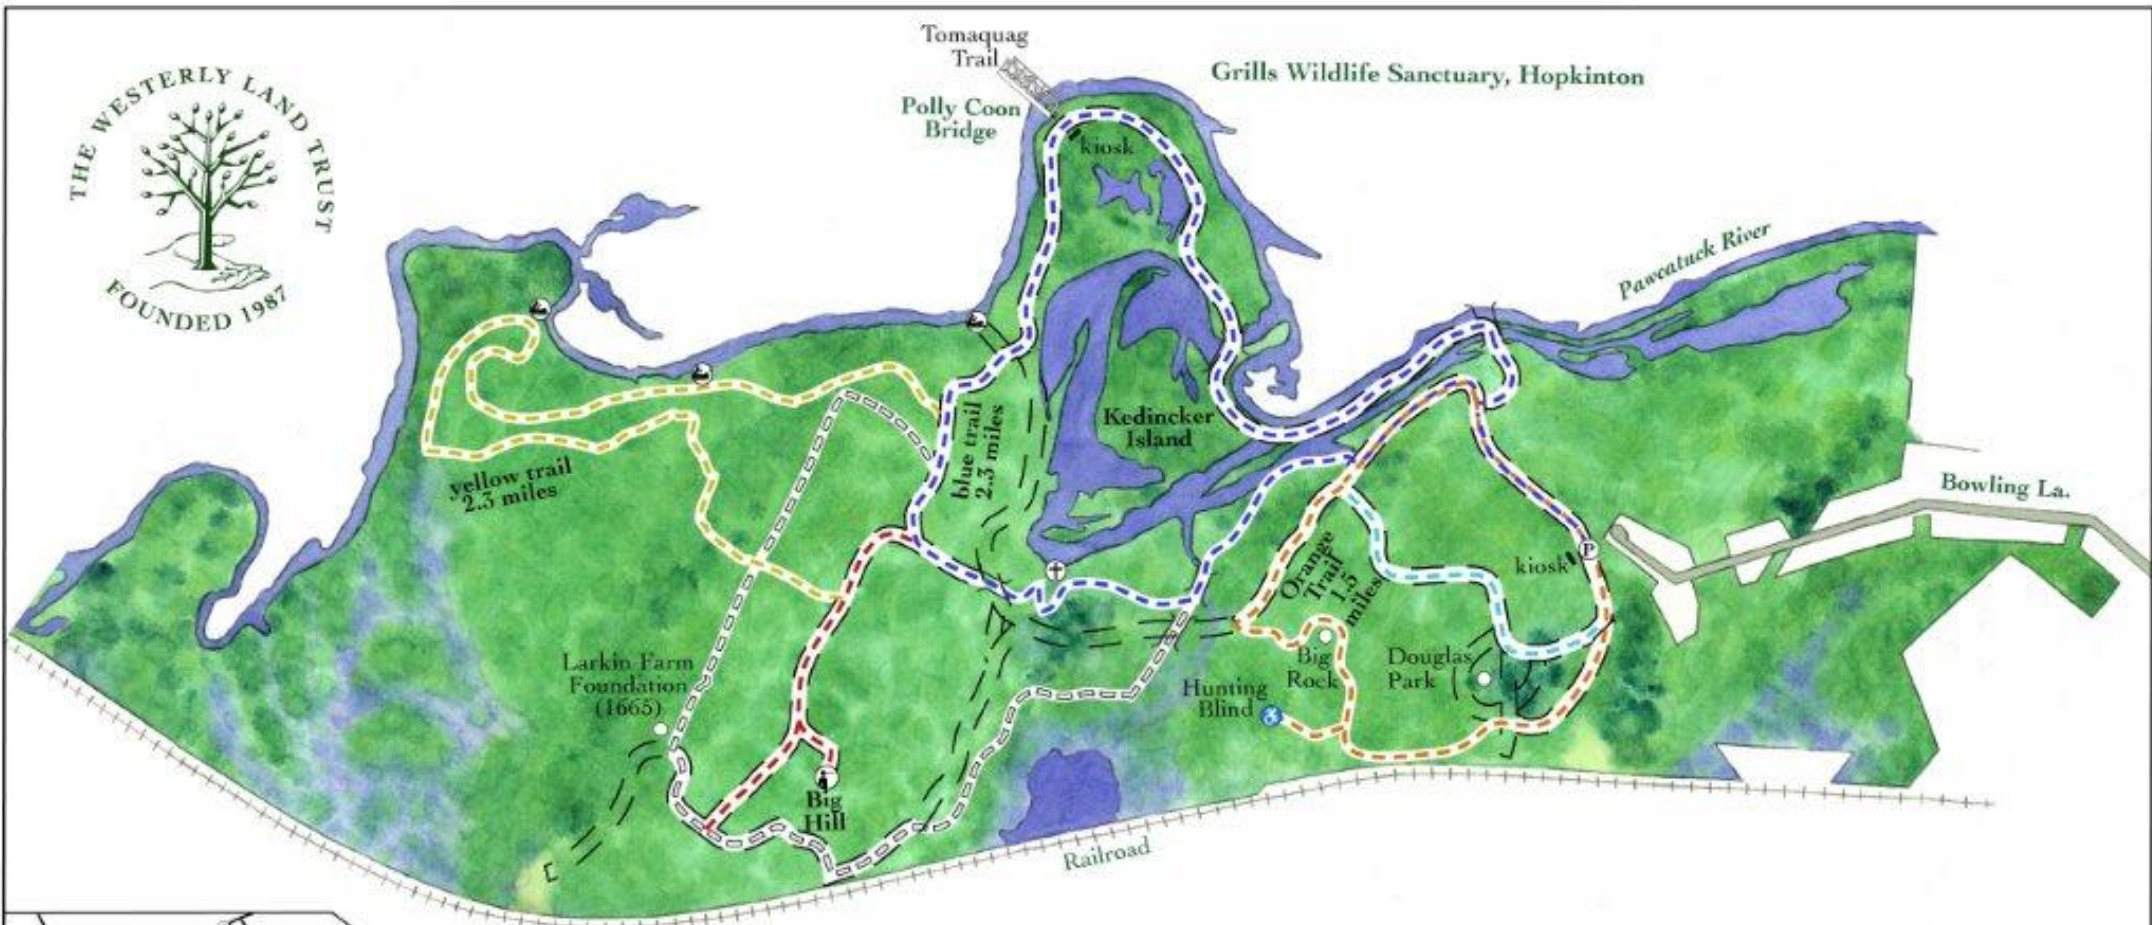 THE WESTERLY LAND TRUST
FOUNDED 1987
Tomaquag
Trail
Polly Coon
Bridge
Grills Wildlife Sanctuary, Hopkinton
kiosk
Pawcatuck River
Kedincker
Island
blue trail
2.3 miles
yellow trail
2.3 miles
Bowling La.
P
kiosk
Orange
Trail
1.5
miles
Larkin Farm
Foundation
(1665)
Big
Rock
Douglas
Park
Hunting
Blind
Big
Hill
Railroad